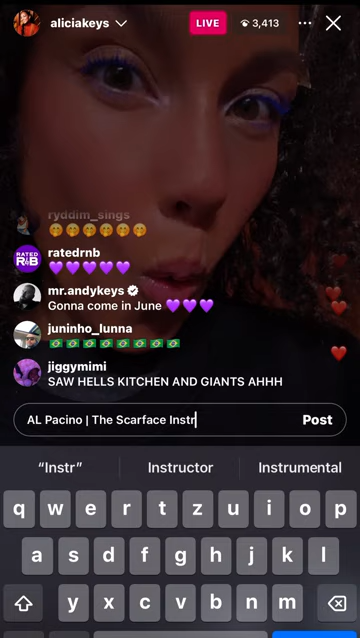 aliciakeys
LIVE
3,413
ryddim_sings
🤭🤭🤭🤭🤭🤭
RATED R&B
ratedrnb
💜💜💜💜💜
mr.andykeys
Gonna come in June 💜💜💜
juninho_lunna
🇧🇷🇧🇷🇧🇷🇧🇷🇧🇷🇧🇷🇧🇷🇧🇷
jiggymimi
SAW HELLS KITCHEN AND GIANTS AHHH
AL Pacino | The Scarface Instr
Post
“Instr”
Instructor
Instrumental
q w e r t z u i o p
a s d f g h j k l
y x c v b n m